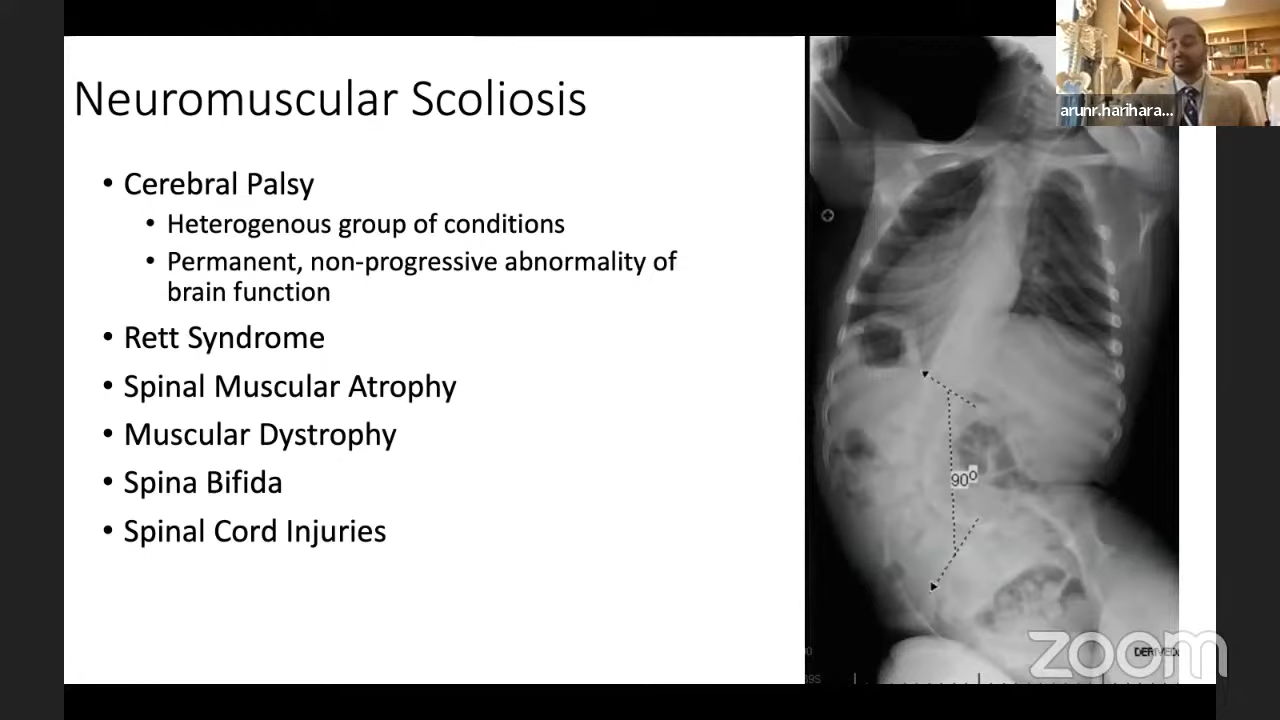 Neuromuscular Scoliosis
arunr.harihara...
• Cerebral Palsy
• Heterogenous group of conditions
• Permanent, non-progressive abnormality of
brain function
• Rett Syndrome
• Spinal Muscular Atrophy
• Muscular Dystrophy
• Spina Bifida
• Spinal Cord Injuries
90º
zoom